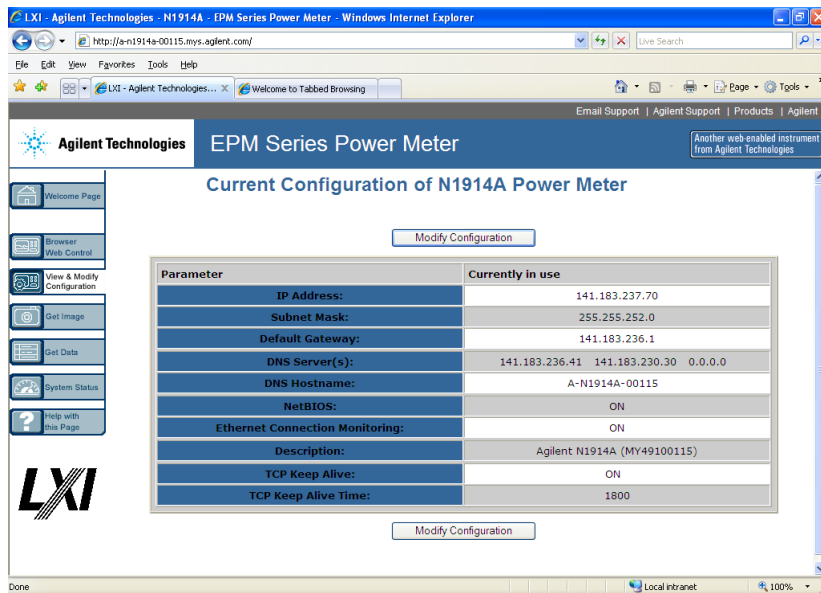 LXI - Agilent Technologies - N1914A - EPM Series Power Meter - Windows Internet Explorer
http://a-n1914a-00115.mys.agilent.com/
Live Search
File Edit View Favorites Tools Help
LXI - Agilent Technologies... X
Welcome to Tabbed Browsing
Page
Tools
Email Support | Agilent Support | Products | Agilent
Agilent Technologies
EPM Series Power Meter
Another web-enabled instrument
from Agilent Technologies
Welcome Page
Browser
Web Control
View & Modify
Configuration
Get Image
Get Data
System Status
Help with
this Page
LXI
Current Configuration of N1914A Power Meter
Modify Configuration
Parameter Currently in use
IP Address: 141.183.237.70
Subnet Mask: 255.255.252.0
Default Gateway: 141.183.236.1
DNS Server(s): 141.183.236.41 141.183.230.30 0.0.0.0
DNS Hostname: A-N1914A-00115
NetBIOS: ON
Ethernet Connection Monitoring: ON
Description: Agilent N1914A (MY49100115)
TCP Keep Alive: ON
TCP Keep Alive Time: 1800
Modify Configuration
Done
Local intranet
100%